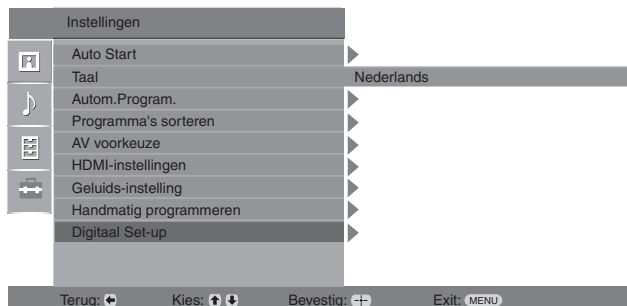 Instellingen
Auto Start
Taal Nederlands
Autom.Program.
Programma's sorteren
AV voorkeuze
HDMI-instellingen
Geluids-instelling
Handmatig programmeren
Digitaal Set-up
Terug: Kies: Bevestig: Exit: MENU